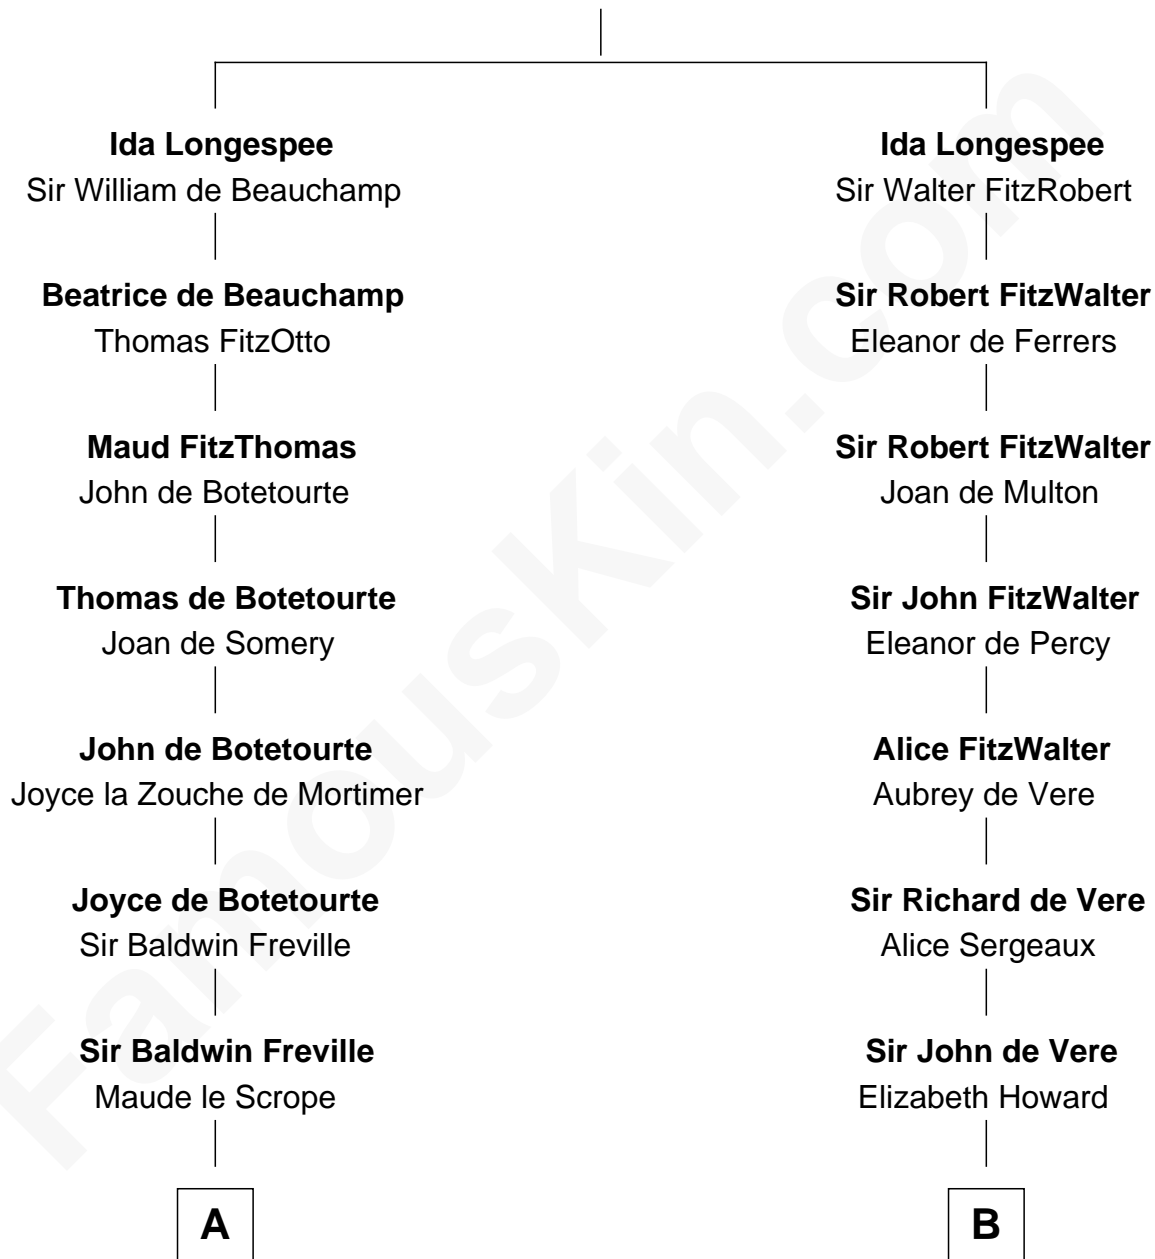 Ida Longespee
Sir William de Beauchamp
Beatrice de Beauchamp
Thomas FitzOtto
Maud FitzThomas
John de Botetourte
Thomas de Botetourte
Joan de Somery
John de Botetourte
Joyce la Zouche de Mortimer
Joyce de Botetourte
Sir Baldwin Freville
Sir Baldwin Freville
Maude le Scrope
A
Ida Longespee
Sir Walter FitzRobert
Sir Robert FitzWalter
Eleanor de Ferrers
Sir Robert FitzWalter
Joan de Multon
Sir John FitzWalter
Eleanor de Percy
Alice FitzWalter
Aubrey de Vere
Sir Richard de Vere
Alice Sergeaux
Sir John de Vere
Elizabeth Howard
B
FamousKin.com